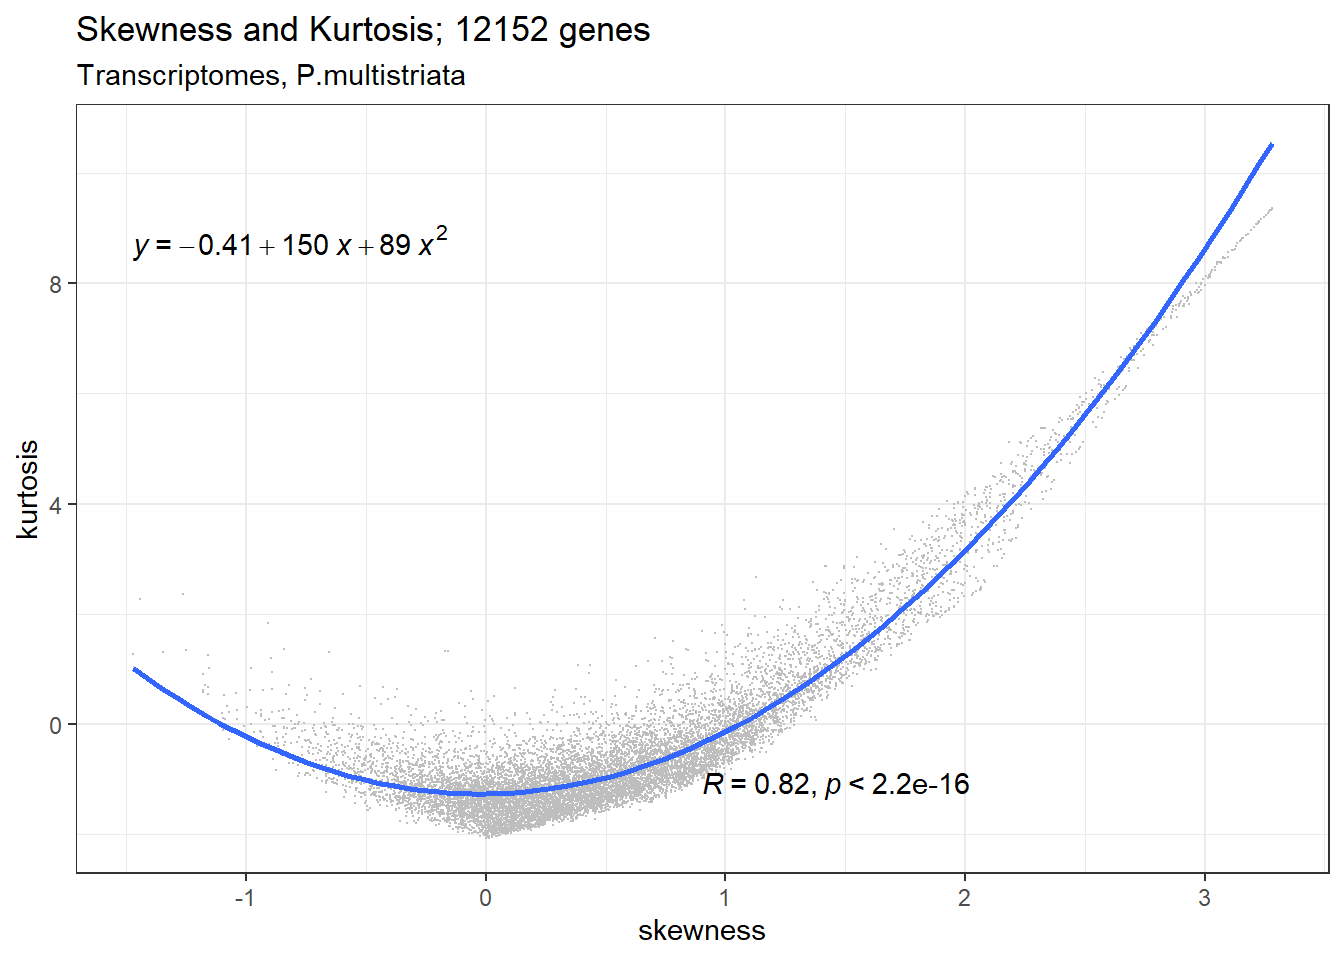 Skewness and Kurtosis; 12152 genes
Transcriptomes, P.multistriata
y = −0.41 + 150 x + 89 x²
8
4
0
kurtosis
R = 0.82, p < 2.2e-16
-1 0 1 2 3
skewness